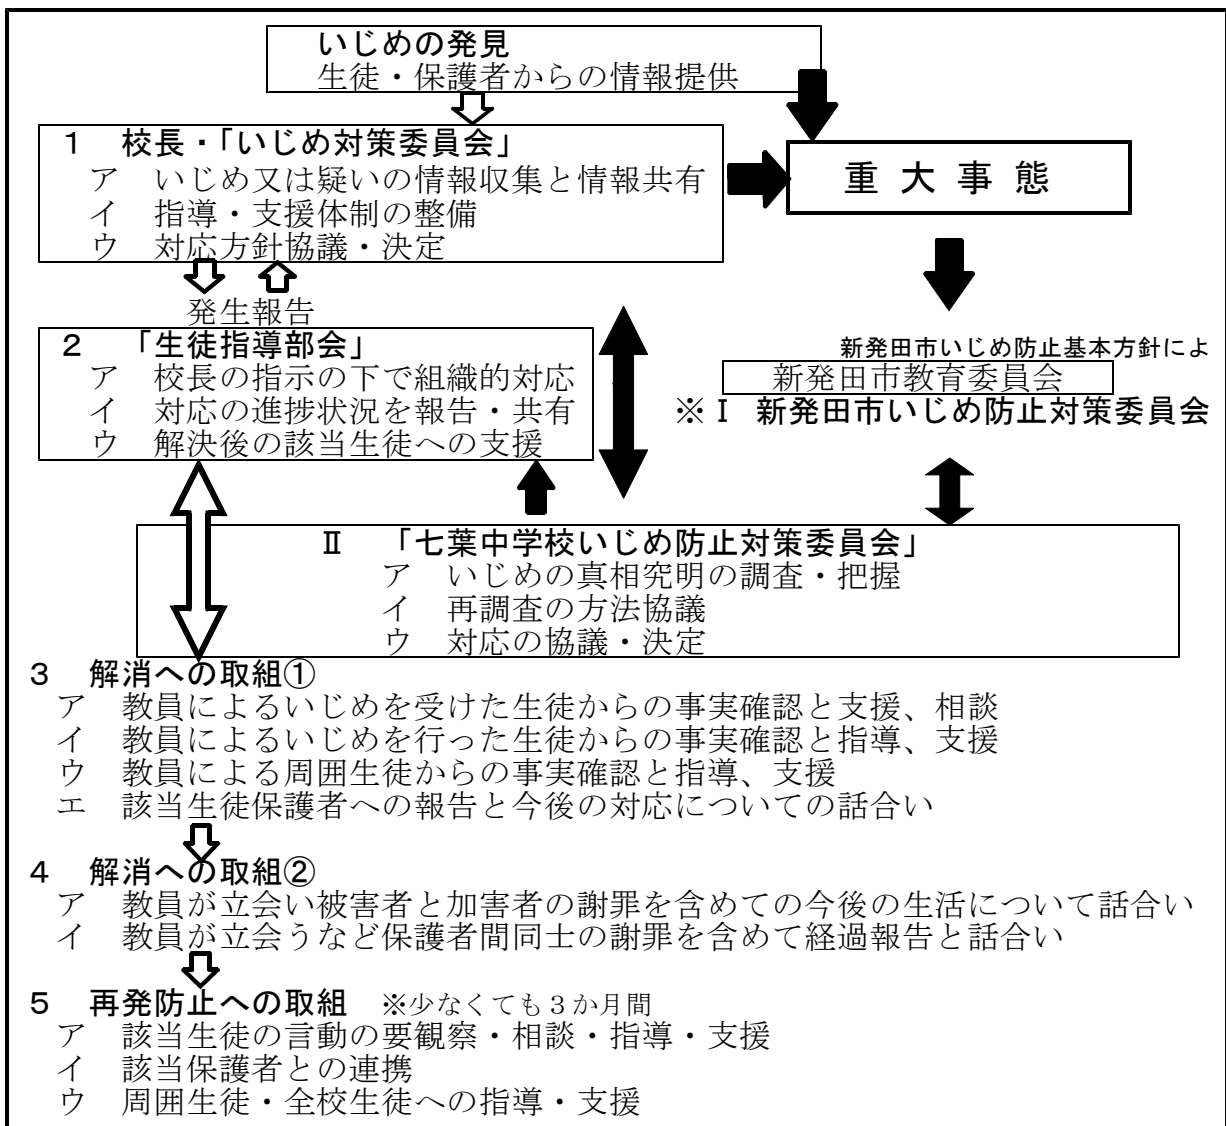 いじめの発見
生徒・保護者からの情報提供
1 校長・「いじめ対策委員会」
ア いじめ又は疑いの情報収集と情報共有
イ 指導・支援体制の整備
ウ 対応方針協議・決定
重大事態
発生報告
2 「生徒指導部会」
ア 校長の指示の下で組織的対応
イ 対応の進捗状況を報告・共有
ウ 解決後の該当生徒への支援
新発田市いじめ防止基本方針によ
新発田市教育委員会
※Ⅰ 新発田市いじめ防止対策委員会
Ⅱ 「七葉中学校いじめ防止対策委員会」
ア いじめの真相究明の調査・把握
イ 再調査の方法協議
ウ 対応の協議・決定
3 解消への取組①
ア 教員によるいじめを受けた生徒からの事実確認と支援、相談
イ 教員によるいじめを行った生徒からの事実確認と指導、支援
ウ 教員による周囲生徒からの事実確認と指導、支援
エ 該当生徒保護者への報告と今後の対応についての話合い
4 解消への取組②
ア 教員が立会い被害者と加害者の謝罪を含めての今後の生活について話合い
イ 教員が立会うなど保護者間同士の謝罪を含めて経過報告と話合い
5 再発防止への取組 ※少なくても3か月間
ア 該当生徒の言動の要観察・相談・指導・支援
イ 該当保護者との連携
ウ 周囲生徒・全校生徒への指導・支援